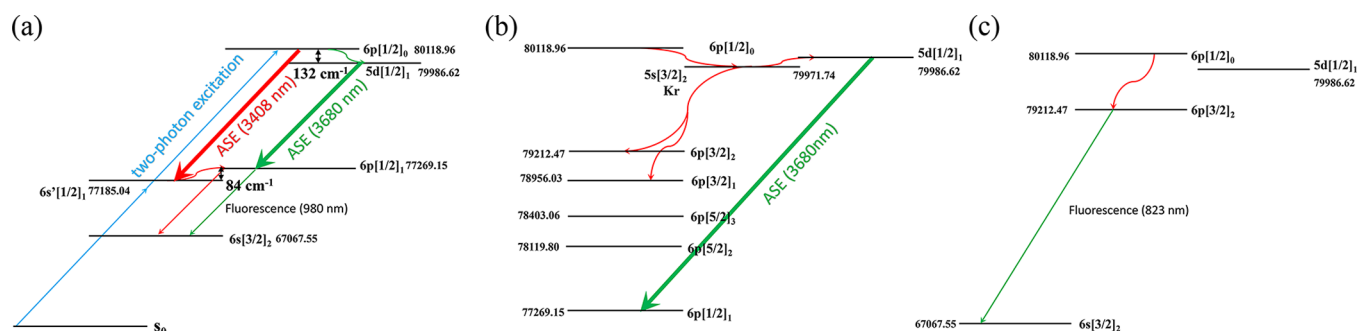 (a)
6p[1/2]₀ 80118.96
132 cm⁻¹
5d[1/2]₁
79986.62
two-photon excitation
ASE (3408 nm)
ASE (3680 nm)
6p[1/2]₁ 77269.15
6s'[1/2]₁ 77185.04
84 cm⁻¹
Fluorescence (980 nm)
6s[3/2]₂ 67067.55
S₀
(b)
80118.96
6p[1/2]₀
5s[3/2]₂
Kr
79971.74
5d[1/2]₁
79986.62
ASE (3680nm)
79212.47
6p[3/2]₂
78956.03
6p[3/2]₁
78403.06
6p[5/2]₃
78119.80
6p[5/2]₂
77269.15
6p[1/2]₁
(c)
80118.96
6p[1/2]₀
5d[1/2]₁
79986.62
79212.47
6p[3/2]₂
Fluorescence (823 nm)
67067.55
6s[3/2]₂